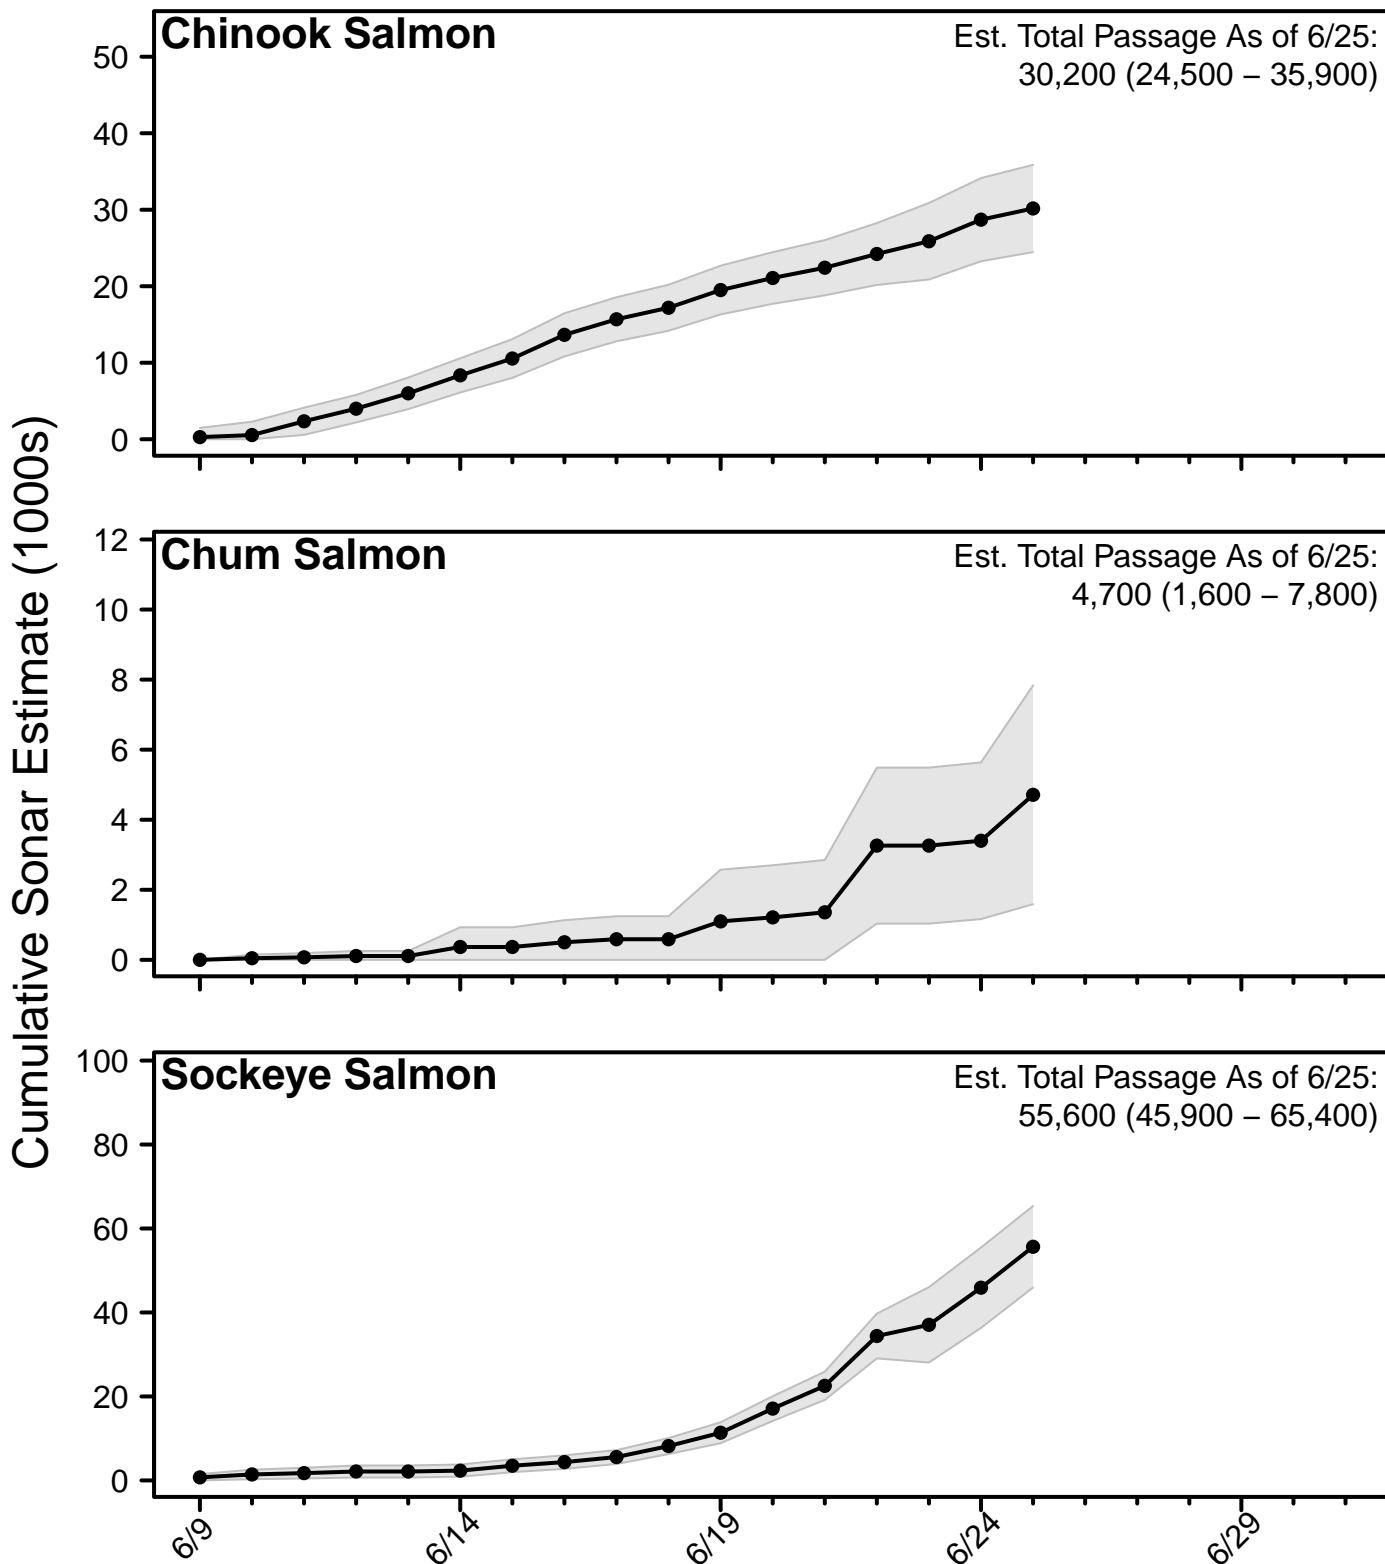 Cumulative Sonar Estimate (1000s)
Chinook Salmon
Est. Total Passage As of 6/25:
30,200 (24,500 – 35,900)
50
40
30
20
10
0
Chum Salmon
Est. Total Passage As of 6/25:
4,700 (1,600 – 7,800)
12
10
8
6
4
2
0
Sockeye Salmon
Est. Total Passage As of 6/25:
55,600 (45,900 – 65,400)
100
80
60
40
20
0
6/9
6/14
6/19
6/24
6/29